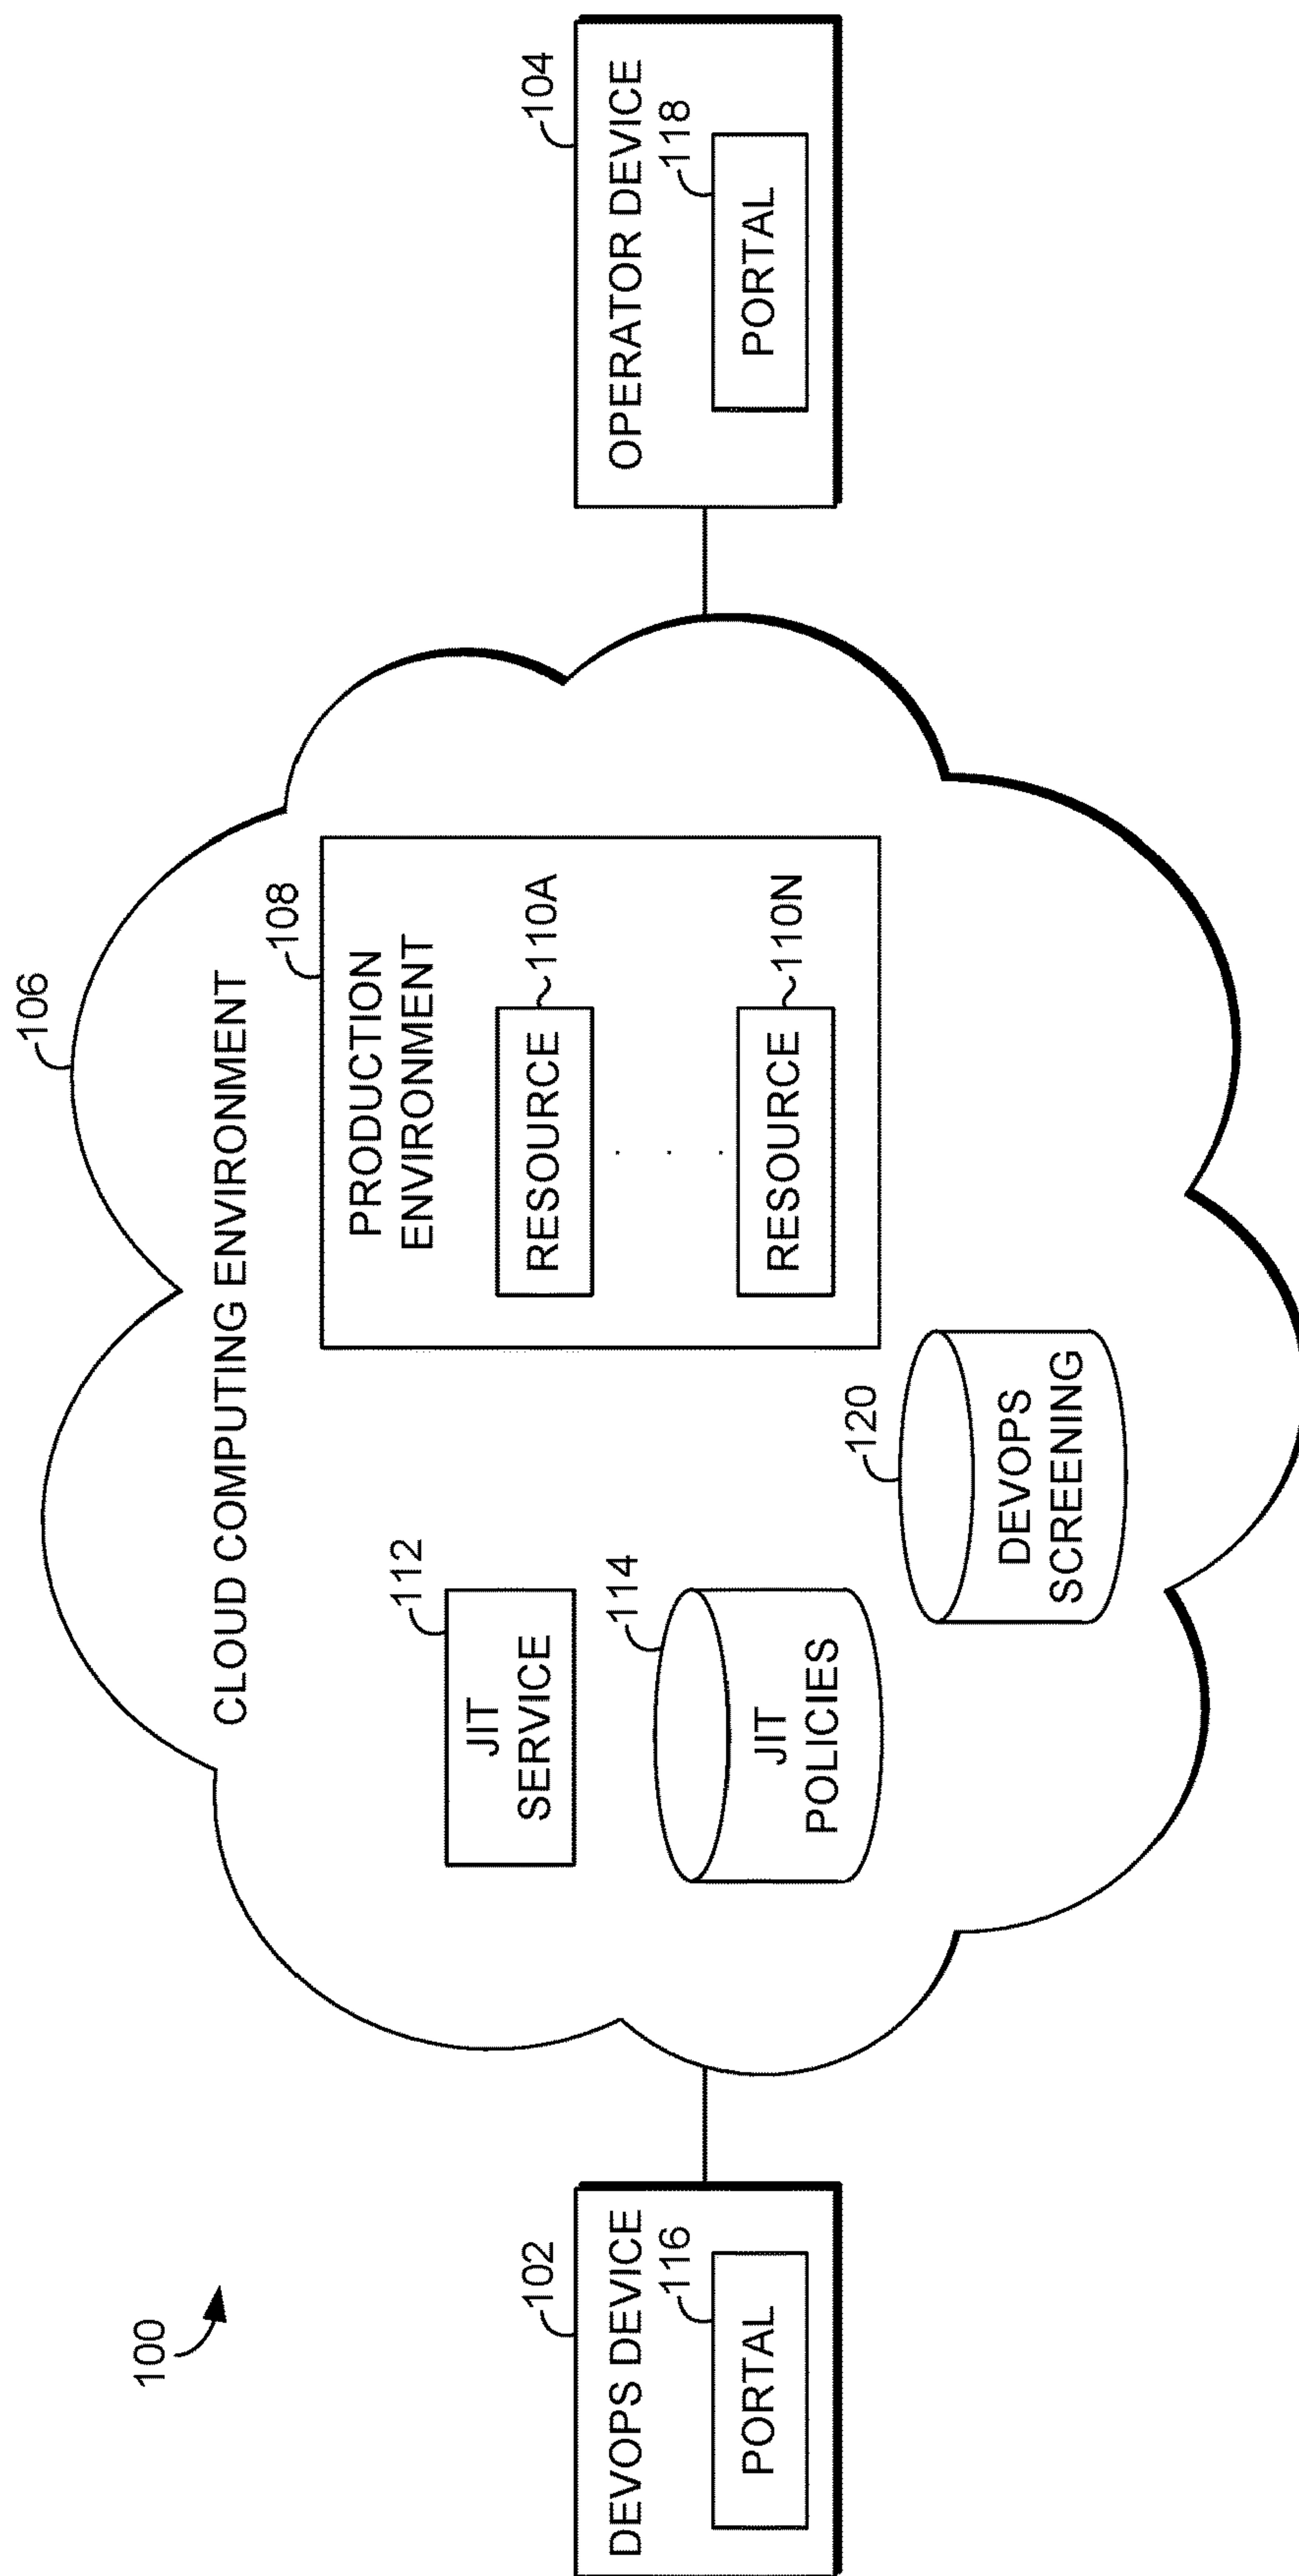 100
106
CLOUD COMPUTING ENVIRONMENT
102
DEVOPS DEVICE
116
PORTAL
112
JIT
SERVICE
114
JIT
POLICIES
120
DEVOPS
SCREENING
108
PRODUCTION
ENVIRONMENT
RESOURCE
110A
. . .
RESOURCE
110N
104
OPERATOR DEVICE
118
PORTAL